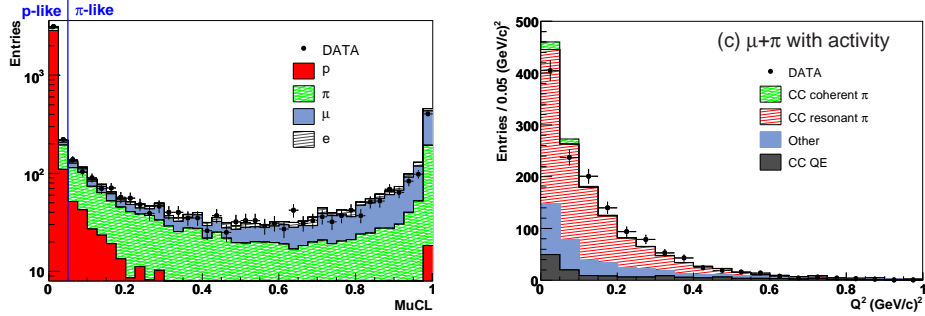 p-like π-like
Entries
DATA
p
π
μ
e
10³
10²
10
0 0.2 0.4 0.6 0.8 1
MuCL
(c) μ+π with activity
Entries / 0.05 (GeV/c)²
DATA
CC coherent π
CC resonant π
Other
CC QE
500
400
300
200
100
0
0 0.2 0.4 0.6 0.8 1
Q² (GeV/c)²